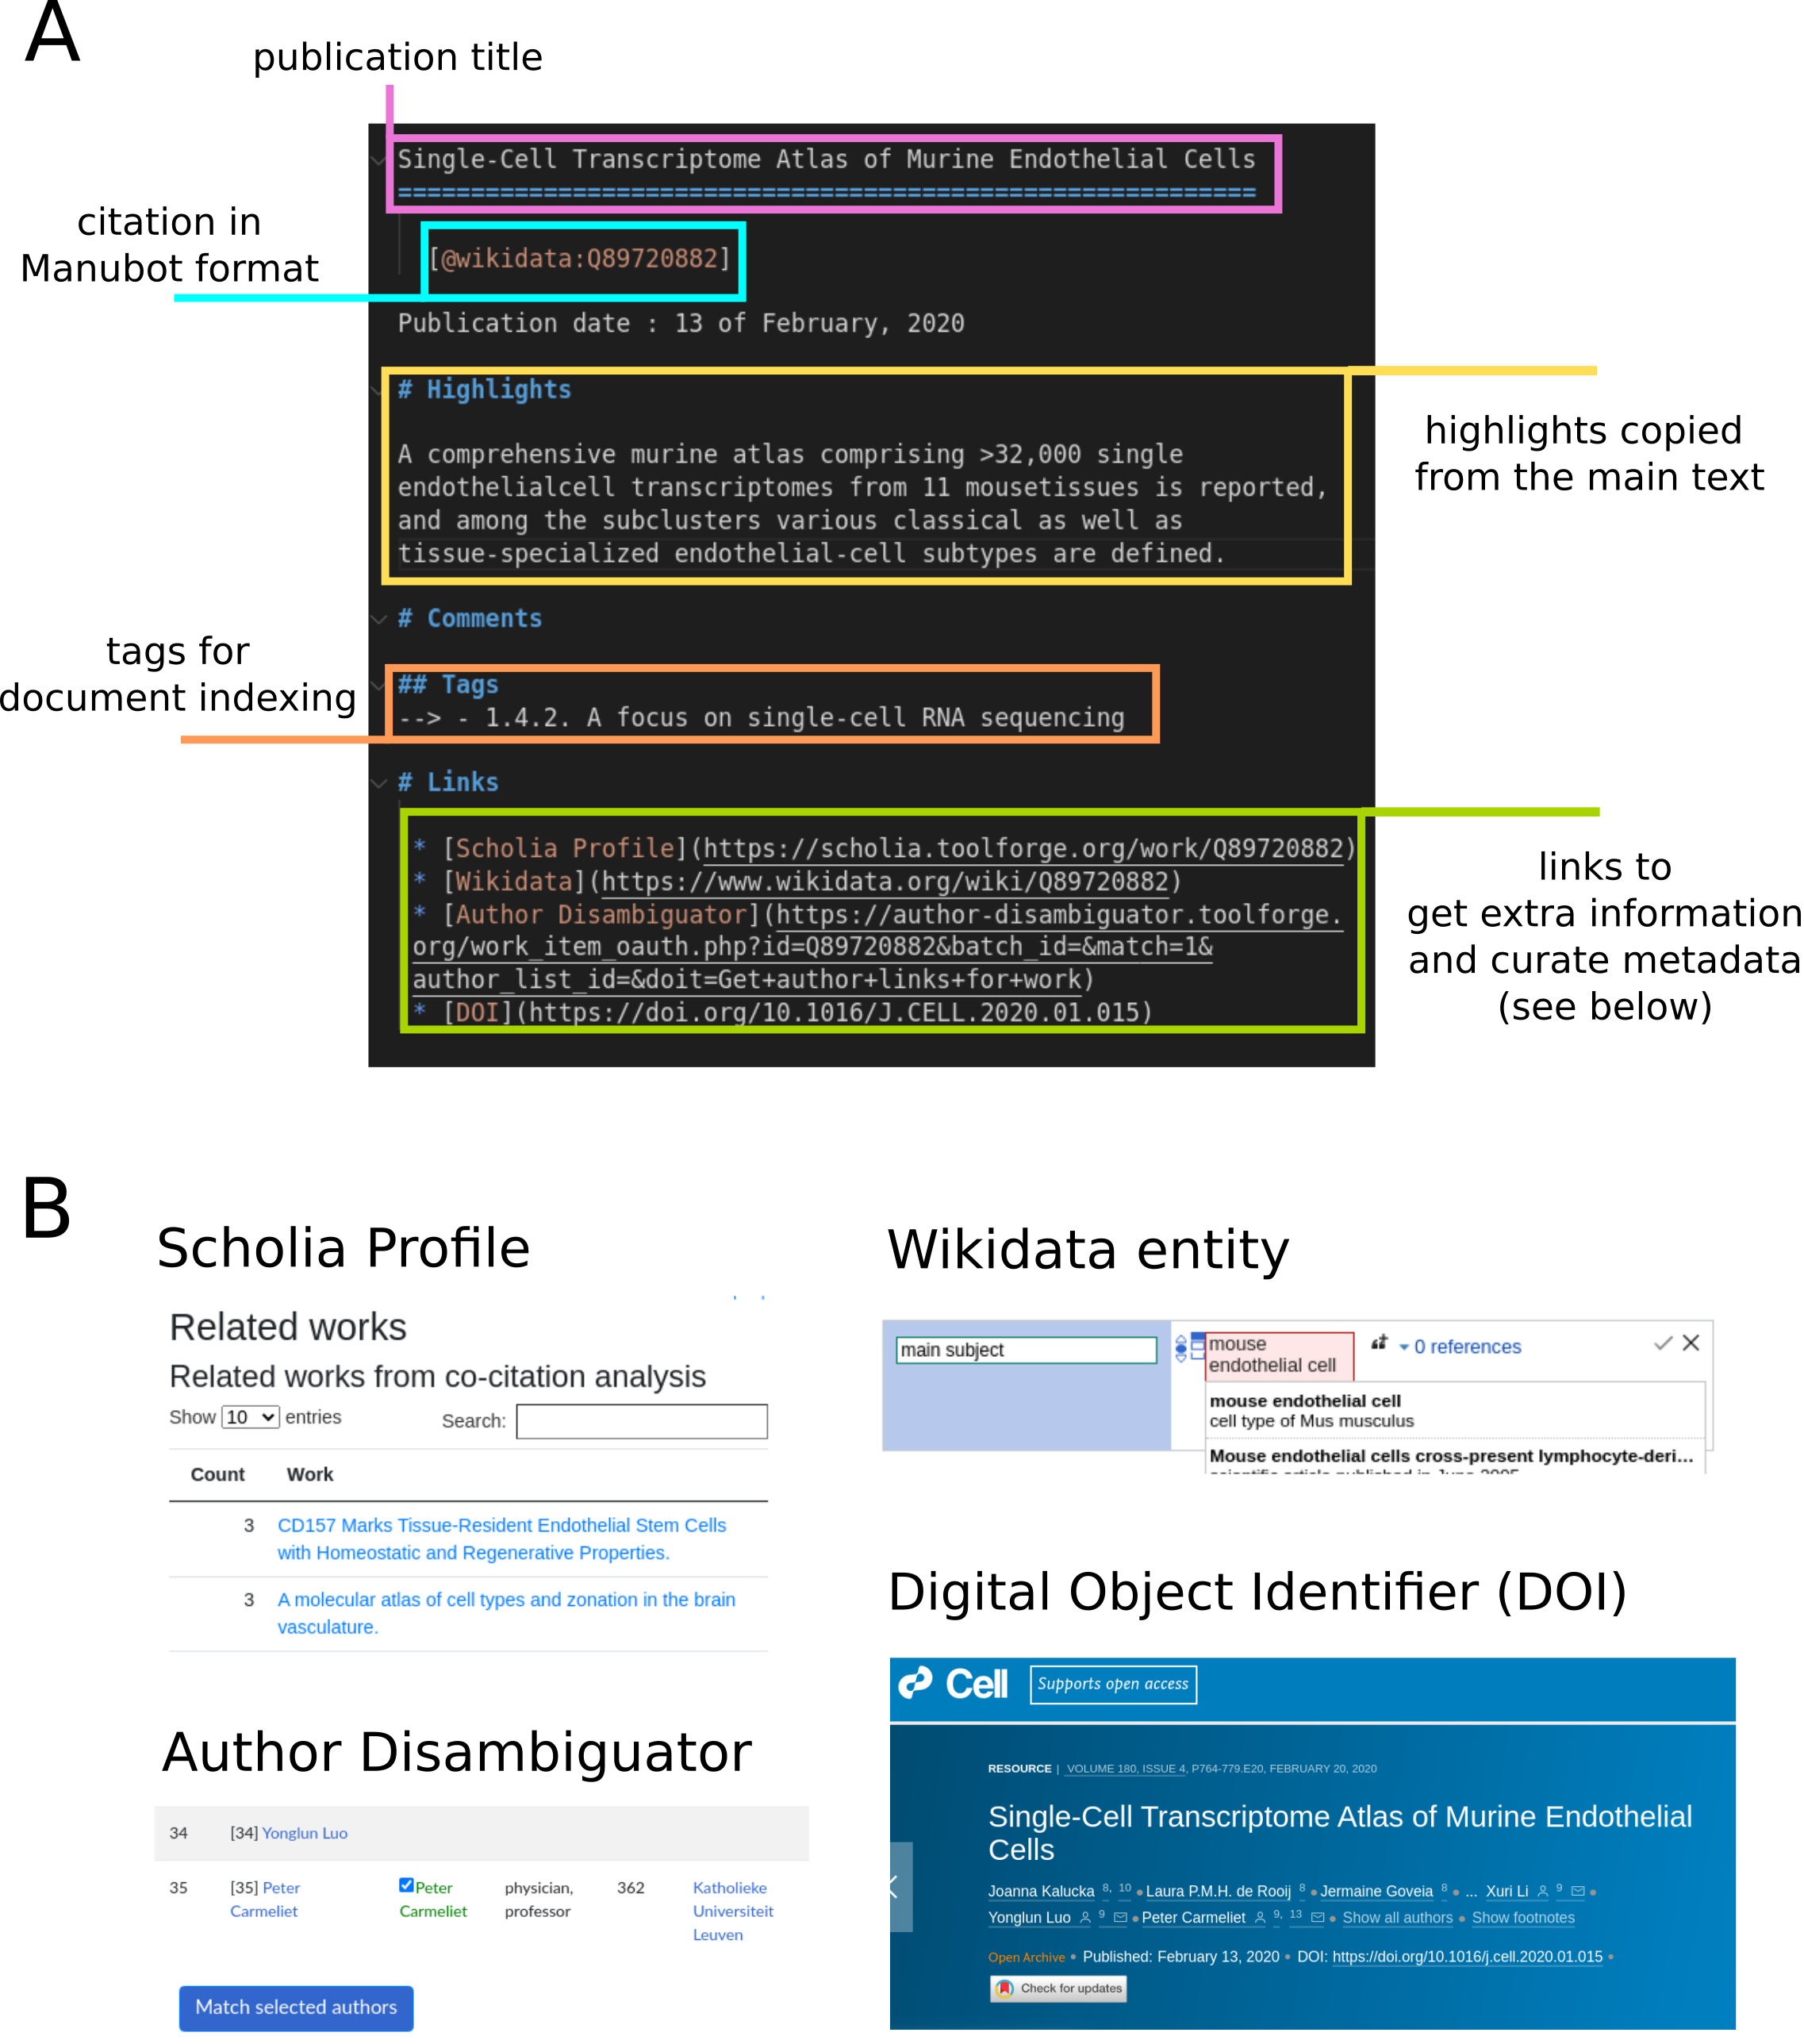 A
publication title
Single-Cell Transcriptome Atlas of Murine Endothelial Cells
===========================================================
citation in
Manubot format
[@wikidata:Q89720882]
Publication date : 13 of February, 2020
# Highlights
A comprehensive murine atlas comprising >32,000 single
endothelialcell transcriptomes from 11 mousetissues is reported,
and among the subclusters various classical as well as
tissue-specialized endothelial-cell subtypes are defined.
highlights copied
from the main text
# Comments
tags for
document indexing
## Tags
--> - 1.4.2. A focus on single-cell RNA sequencing
# Links
* [Scholia Profile](https://scholia.toolforge.org/work/Q89720882)
* [Wikidata](https://www.wikidata.org/wiki/Q89720882)
* [Author Disambiguator](https://author-disambiguator.toolforge.
org/work_item_oauth.php?id=Q89720882&batch_id=&match=1&
author_list_id=&doit=Get+author+links+for+work)
* [DOI](https://doi.org/10.1016/J.CELL.2020.01.015)
links to
get extra information
and curate metadata
(see below)
B
Scholia Profile
Related works
Related works from co-citation analysis
Show 10 entries Search:
Count Work
3 CD157 Marks Tissue-Resident Endothelial Stem Cells
with Homeostatic and Regenerative Properties.
3 A molecular atlas of cell types and zonation in the brain
vasculature.
Wikidata entity
main subject
mouse
endothelial cell
0 references
mouse endothelial cell
cell type of Mus musculus
Mouse endothelial cells cross-present lymphocyte-deri...
scientific article published in June 2005
Author Disambiguator
34 [34] Yonglun Luo
35 [35] Peter Carmeliet
Peter Carmeliet
physician, professor
362
Katholieke Universiteit Leuven
Match selected authors
Digital Object Identifier (DOI)
Cell Supports open access
RESOURCE | VOLUME 180, ISSUE 4, P764-779.E20, FEBRUARY 20, 2020
Single-Cell Transcriptome Atlas of Murine Endothelial
Cells
Joanna Kalucka 8, 10 • Laura P.M.H. de Rooij 8 • Jermaine Goveia 8 • ... Xuri Li 9 •
Yonglun Luo 9 • Peter Carmeliet 9, 13 • Show all authors • Show footnotes
Open Archive • Published: February 13, 2020 • DOI: https://doi.org/10.1016/j.cell.2020.01.015 •
Check for updates